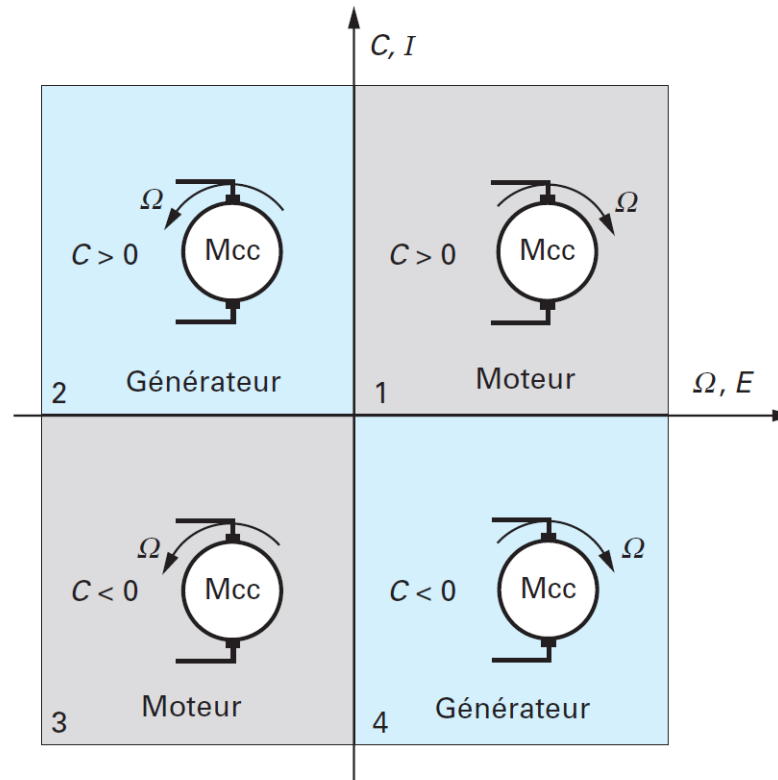 C, I
Ω
Mcc
C > 0
2
Générateur
C > 0
Mcc
Ω
1
Moteur
Ω, E
Ω
C < 0
Mcc
3
Moteur
C < 0
Mcc
Ω
4
Générateur